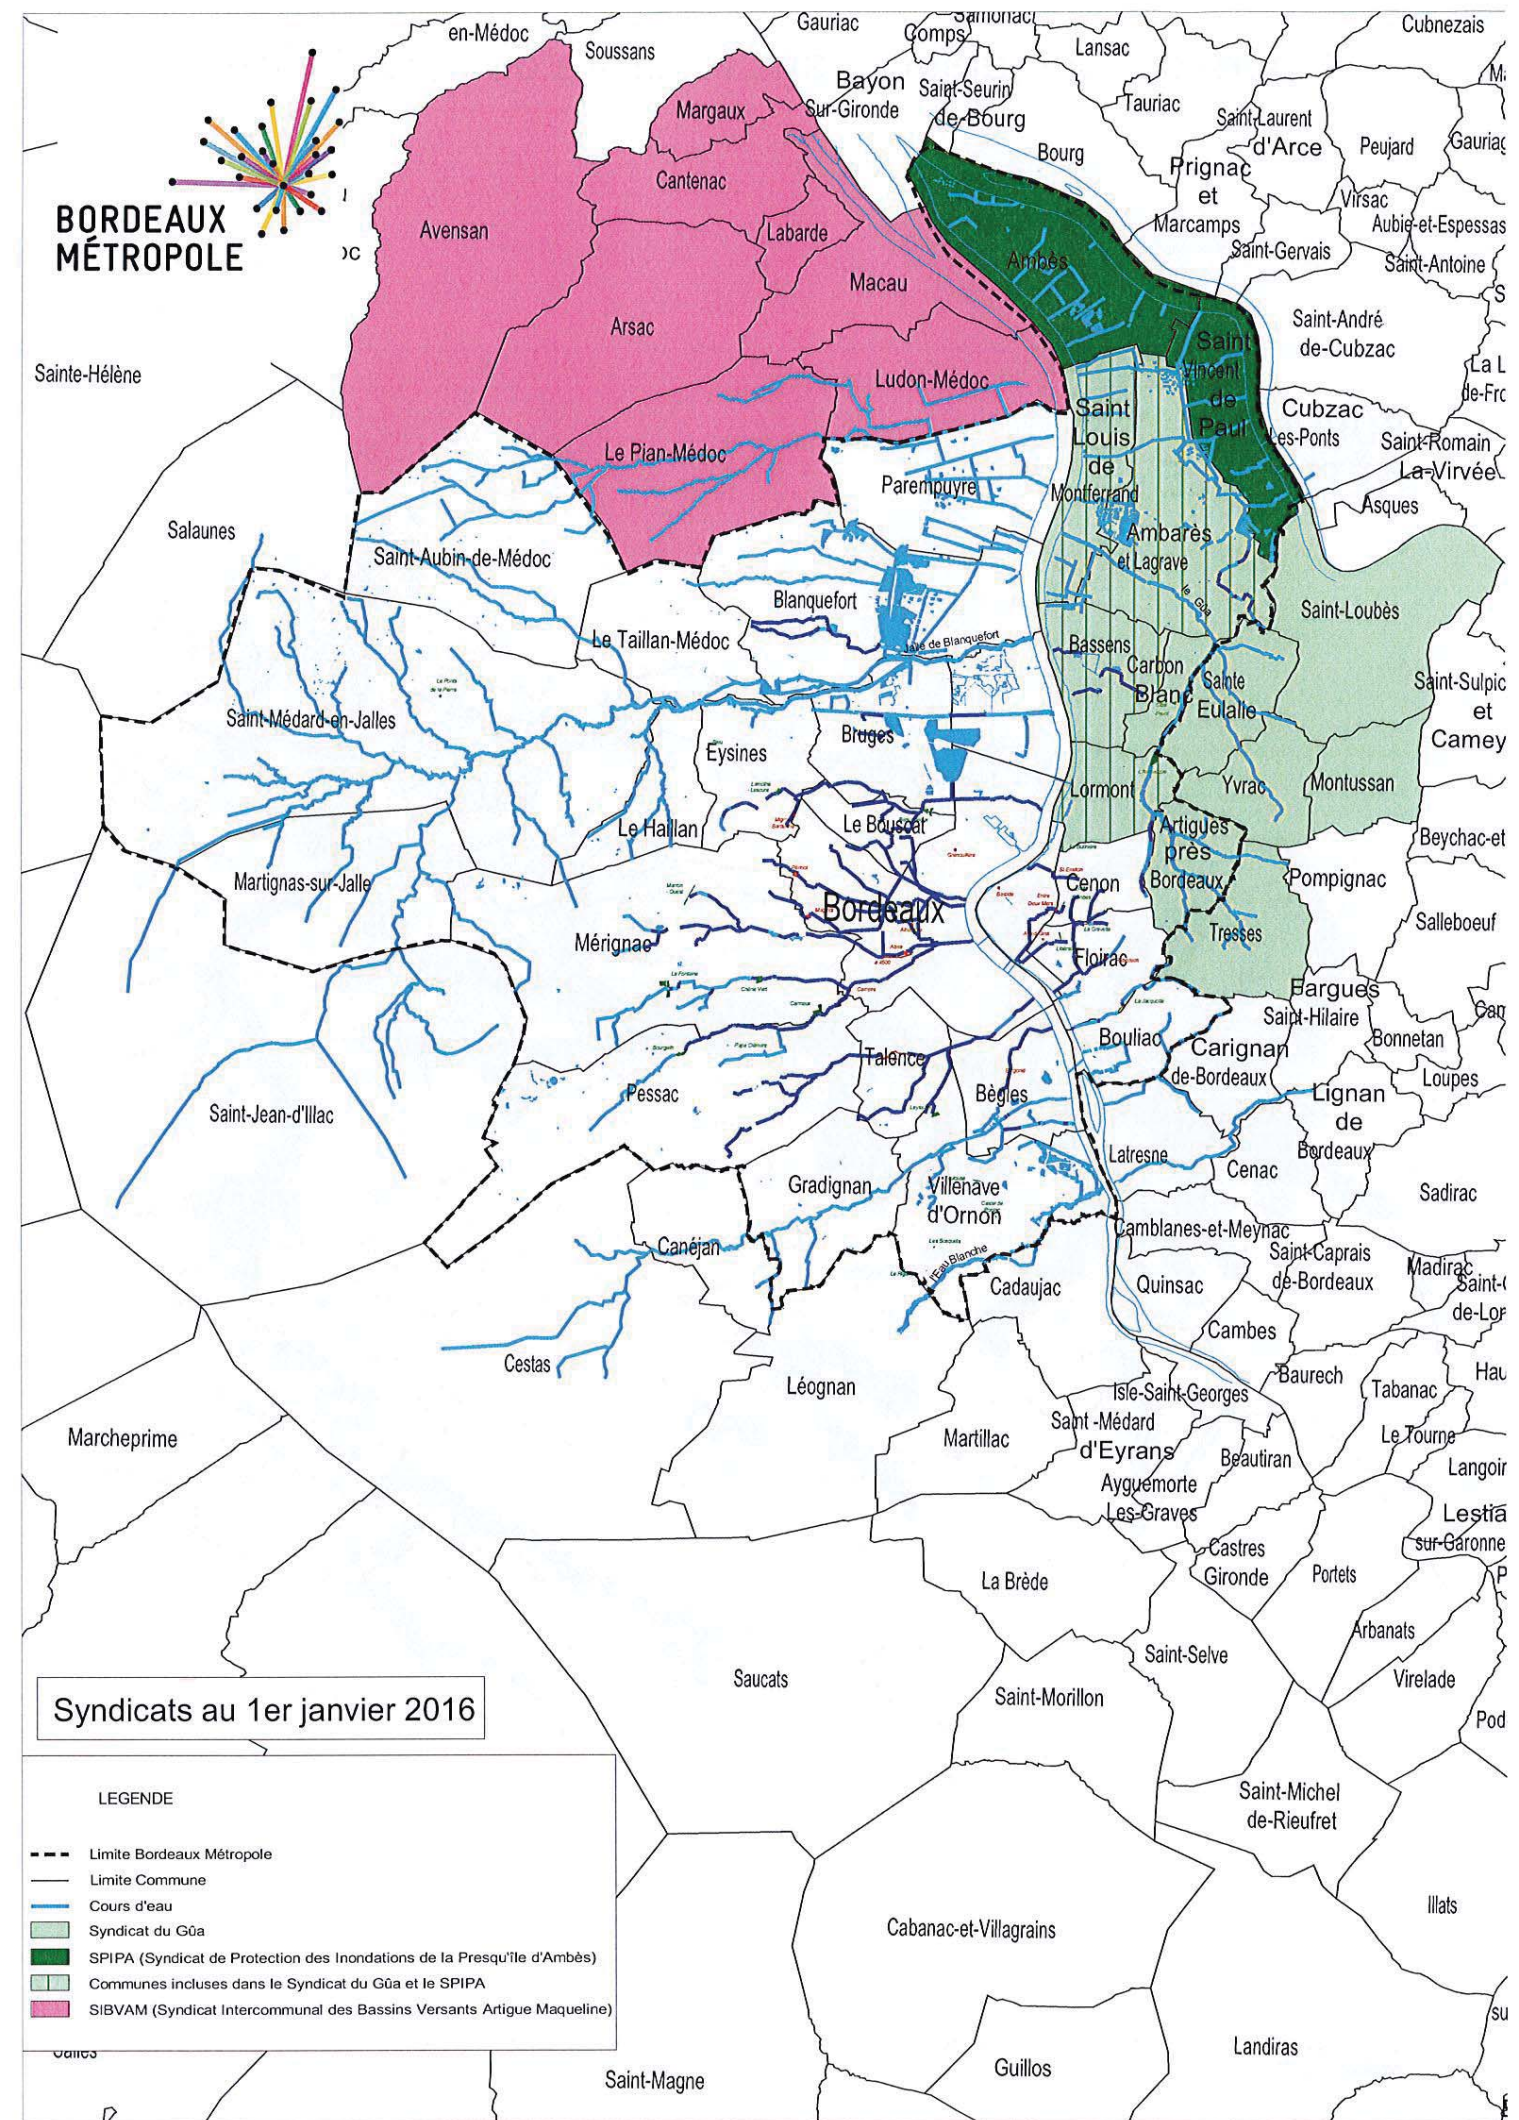 en-Médoc
Soussans
Gauriac
Comps
Samonac
Lansac
Cubnezais
Bayon
Sur-Gironde
Saint-Seurin
de-Bourg
Tauriac
Margaux
Saint-Laurent
d'Arce
Peujard
Bourg
Prignac
et
Marcamps
Cantenac
Virsac
BORDEAUX
MÉTROPOLE
Avensan
Labarde
Aubie-et-Espessas
Saint-Gervais
Saint-Antoine
Ambès
Macau
Arsac
Saint-André
de-Cubzac
Saint
Vincent
de
Paul
Sainte-Hélène
Ludon-Médoc
Saint
Louis
de
Montferrand
Cubzac
Les-Ponts
Saint-Romain
La-Virvée
Le Pian-Médoc
Parempuyre
Asques
Salaunes
Ambarès
et Lagrave
Saint-Aubin-de-Médoc
le Gûa
Blanquefort
Saint-Loubès
Le Taillan-Médoc
Jalle de Blanquefort
Bassens
Carbon
Blanc
Sainte
Eulalie
Saint-Sulpic
et
Camey
Saint-Médard-en-Jalles
Bruges
Eysines
Lormont
Yvrac
Montussan
Le Haillan
Le Bouscat
Artigues
près
Bordeaux
Beychac-et
Martignas-sur-Jalle
Cenon
Pompignac
Bordeaux
Salleboeuf
Mérignac
Tresses
Floirac
Fargues
Saint-Hilaire
Bouliac
Carignan
de-Bordeaux
Bonnetan
Talence
Loupes
Pessac
Bègles
Lignan
de
Bordeaux
Saint-Jean-d'Illac
Latresne
Cenac
Gradignan
Villenave
d'Ornon
Sadirac
Camblanes-et-Meynac
Canéjan
l'Eau Blanche
Saint-Caprais
de-Bordeaux
Madirac
Cadaujac
Quinsac
Cambes
Cestas
Léognan
Baurech
Tabanac
Isle-Saint-Georges
Saint -Médard
d'Eyrans
Marcheprime
Martillac
Le Tourne
Beautiran
Langoir
Ayguemorte
Les-Graves
Lestia
sur-Garonne
Castres
Gironde
Portets
La Brède
Arbanats
Saint-Selve
Saucats
Virelade
Saint-Morillon
Pod
Syndicats au 1er janvier 2016
Saint-Michel
de-Rieufret
LEGENDE
Limite Bordeaux Métropole
Limite Commune
Cours d'eau
Syndicat du Gûa
SPIPA (Syndicat de Protection des Inondations de la Presqu'île d'Ambès)
Communes incluses dans le Syndicat du Gûa et le SPIPA
SIBVAM (Syndicat Intercommunal des Bassins Versants Artigue Maqueline)
Illats
Cabanac-et-Villagrains
Landiras
Guillos
Saint-Magne